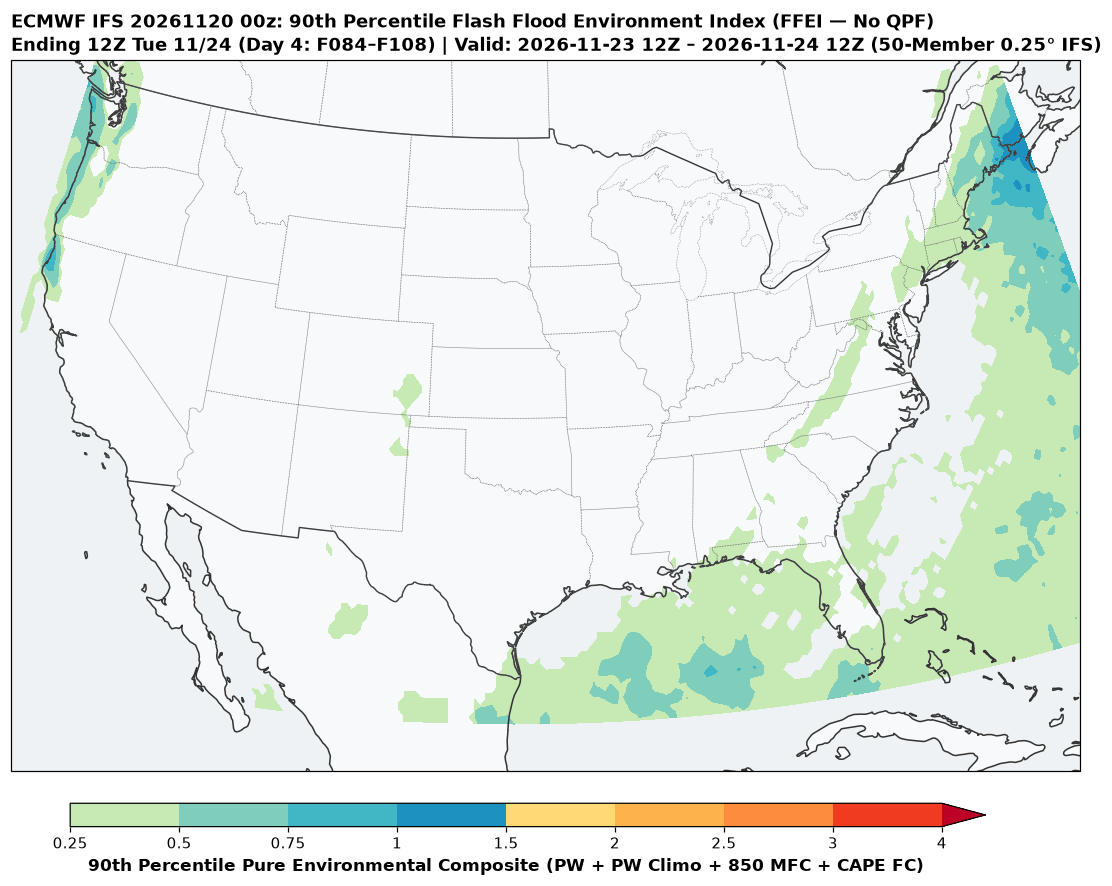 ECMWF IFS 20261120 00z: 90th Percentile Flash Flood Environment Index (FFEI — No QPF)
Ending 12Z Tue 11/24 (Day 4: F084–F108) | Valid: 2026-11-23 12Z – 2026-11-24 12Z (50-Member 0.25° IFS)
0.25 0.5 0.75 1 1.5 2 2.5 3 4
90th Percentile Pure Environmental Composite (PW + PW Climo + 850 MFC + CAPE FC)